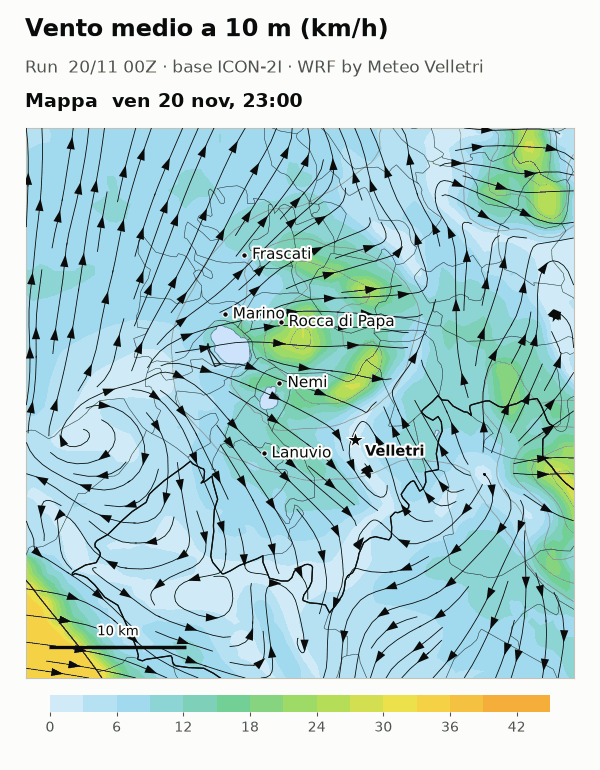 Vento medio a 10 m (km/h)
Run  20/11 00Z · base ICON-2I · WRF by Meteo Velletri
Mappa  ven 20 nov, 23:00
Frascati
Marino
Rocca di Papa
Nemi
Velletri
Lanuvio
10 km
0 6 12 18 24 30 36 42